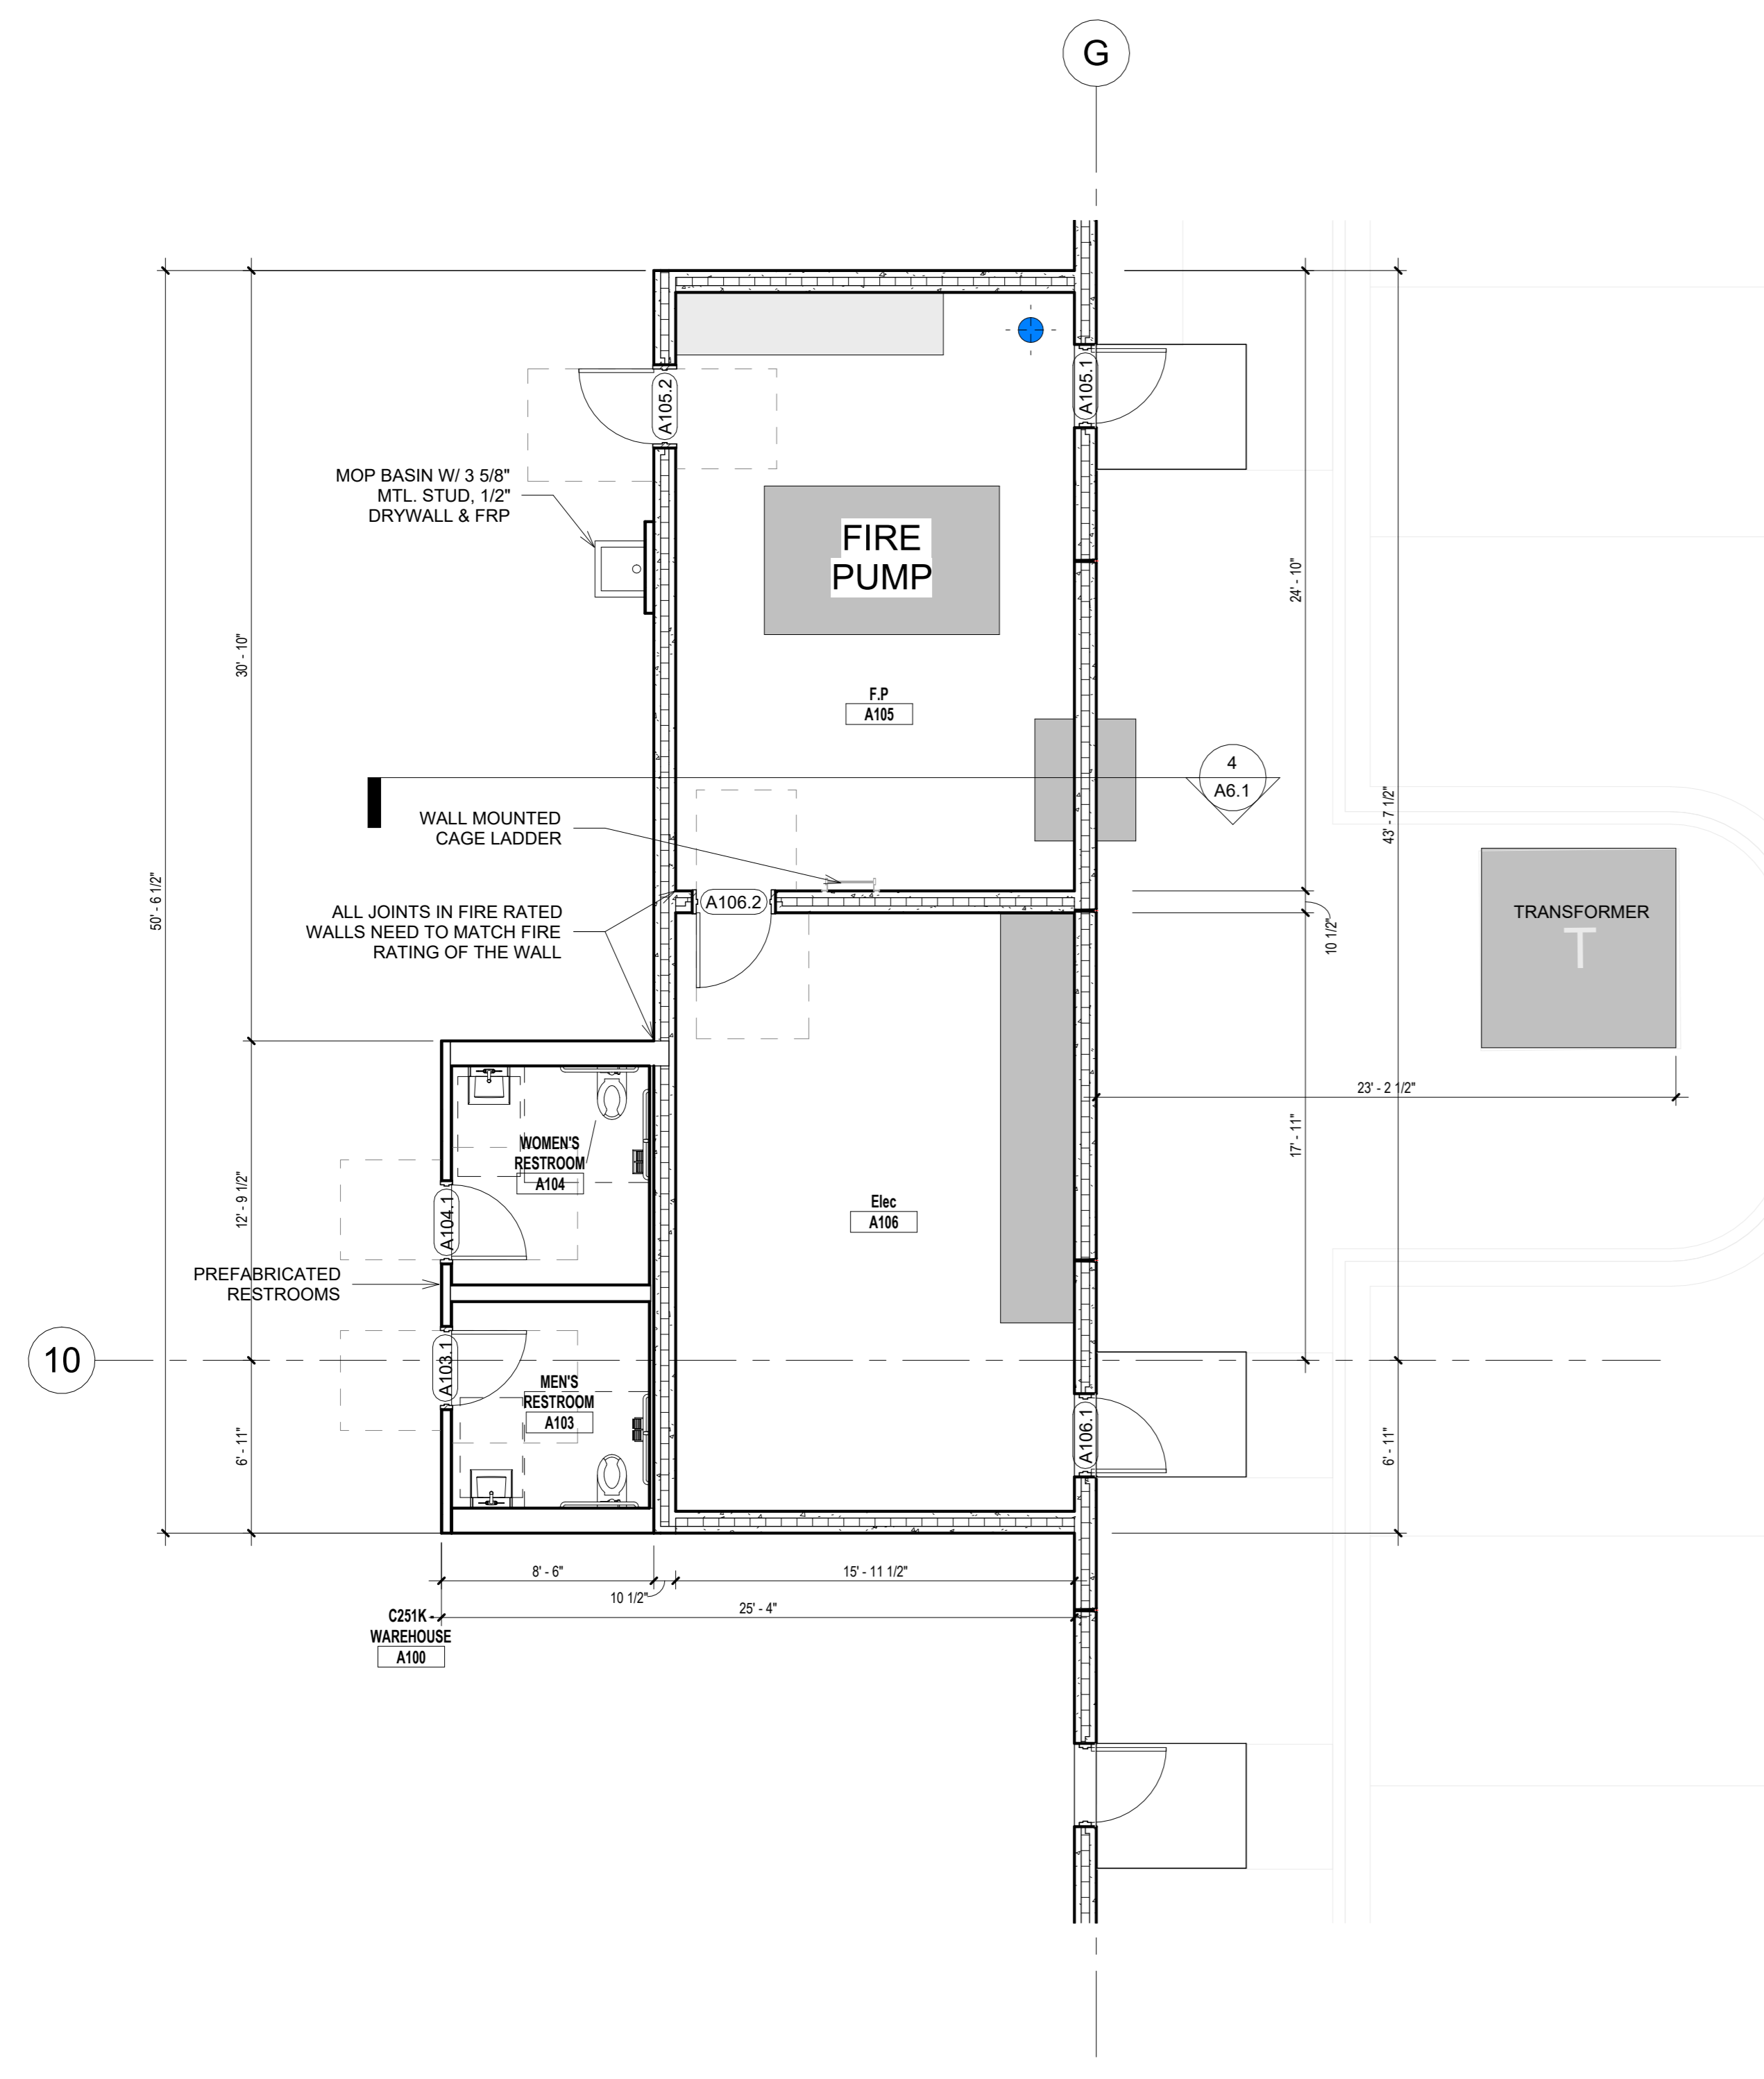 G
A105.2
A105.1
MOP BASIN W/ 3 5/8"
MTL. STUD, 1/2"
DRYWALL & FRP
FIRE
PUMP
24' - 10"
30' - 10"
F.P
A105
4
A6.1
WALL MOUNTED
CAGE LADDER
43' - 7 1/2"
50' - 6 1/2"
A106.2
ALL JOINTS IN FIRE RATED
WALLS NEED TO MATCH FIRE
RATING OF THE WALL
10 1/2"
TRANSFORMER
T
23' - 2 1/2"
17' - 11"
WOMEN'S
RESTROOM
A104
12' - 9 1/2"
A104.1
Elec
A106
PREFABRICATED
RESTROOMS
10
A103.1
MEN'S
RESTROOM
A103
A106.1
6' - 11"
6' - 11"
8' - 6"
15' - 11 1/2"
10 1/2"
25' - 4"
C251K -
WAREHOUSE
A100